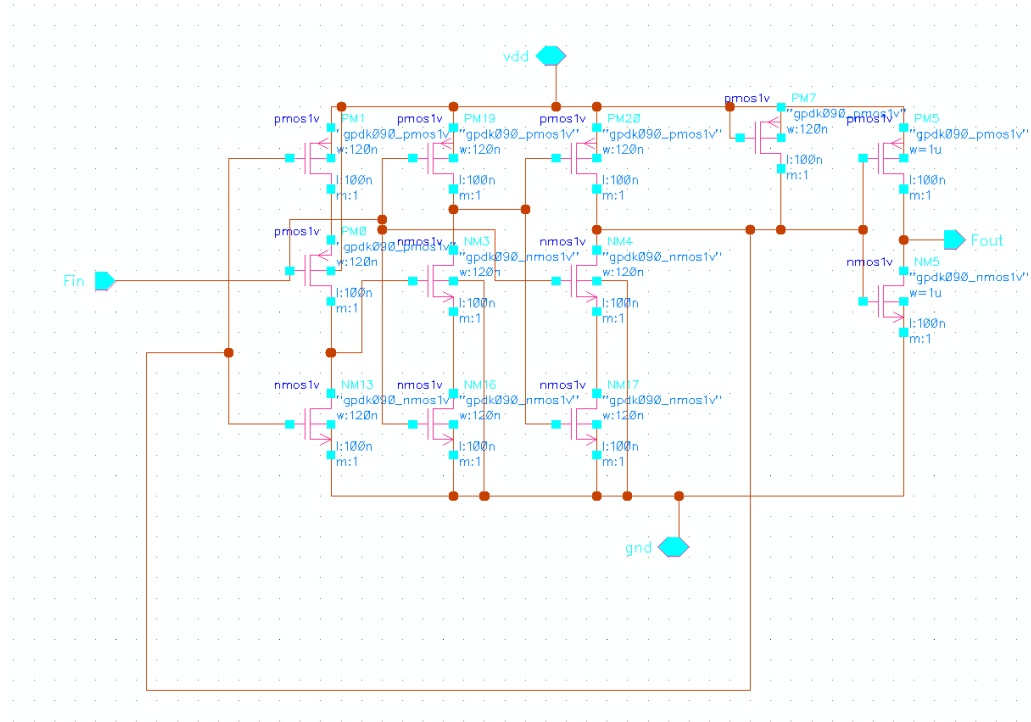 vdd
pmos1v PM1
"gpdk090_pmos1v"
w:120n
l:100n
m:1
pmos1v PM19
"gpdk090_pmos1v"
w:120n
l:100n
m:1
pmos1v PM20
"gpdk090_pmos1v"
w:120n
l:100n
m:1
pmos1v PM7
"gpdk090_pmos1v"
w:120n
l:100n
m:1
pmos1v PM5
"gpdk090_pmos1v"
w=1u
l:100n
m:1
pmos1v PM0
"gpdk090_pmos1v"
w:120n
l:100n
m:1
nmos1v NM3
"gpdk090_nmos1v"
w:120n
l:100n
m:1
nmos1v NM4
"gpdk090_nmos1v"
w:120n
l:100n
m:1
Fout
nmos1v NM5
"gpdk090_nmos1v"
w=1u
l:100n
m:1
Fin
nmos1v NM13
"gpdk090_nmos1v"
w:120n
l:100n
m:1
nmos1v NM16
"gpdk090_nmos1v"
w:120n
l:100n
m:1
nmos1v NM17
"gpdk090_nmos1v"
w:120n
l:100n
m:1
gnd